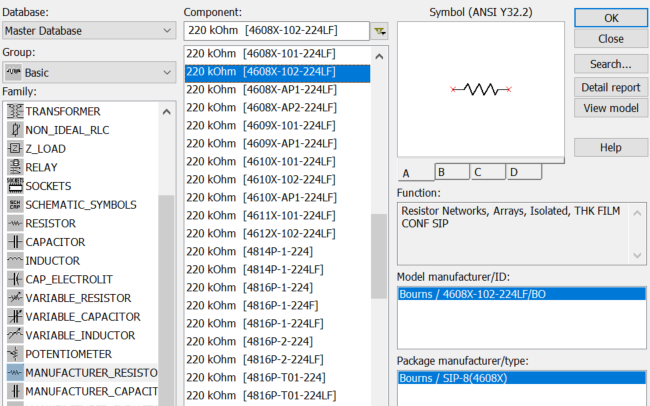 Database:
Master Database
Group:
Basic
Family:
TRANSFORMER
NON_IDEAL_RLC
Z_LOAD
RELAY
SOCKETS
SCHEMATIC_SYMBOLS
RESISTOR
CAPACITOR
INDUCTOR
CAP_ELECTROLIT
VARIABLE_RESISTOR
VARIABLE_CAPACITOR
VARIABLE_INDUCTOR
POTENTIOMETER
MANUFACTURER_RESISTO
MANUFACTURER_CAPACIT
Component:
220 kOhm [4608X-102-224LF]
220 kOhm [4608X-101-224LF]
220 kOhm [4608X-102-224LF]
220 kOhm [4608X-AP1-224LF]
220 kOhm [4608X-AP2-224LF]
220 kOhm [4609X-101-224LF]
220 kOhm [4609X-AP1-224LF]
220 kOhm [4610X-101-224LF]
220 kOhm [4610X-102-224LF]
220 kOhm [4610X-AP1-224LF]
220 kOhm [4611X-101-224LF]
220 kOhm [4612X-102-224LF]
220 kOhm [4814P-1-224]
220 kOhm [4814P-1-224LF]
220 kOhm [4816P-1-224]
220 kOhm [4816P-1-224F]
220 kOhm [4816P-1-224LF]
220 kOhm [4816P-2-224]
220 kOhm [4816P-2-224LF]
220 kOhm [4816P-T01-224]
220 kOhm [4816P-T01-224LF]
Symbol (ANSI Y32.2)
A B C D
Function:
Resistor Networks, Arrays, Isolated, THK FILM
CONF SIP
Model manufacturer/ID:
Bourns / 4608X-102-224LF/BO
Package manufacturer/type:
Bourns / SIP-8(4608X)
OK
Close
Search...
Detail report
View model
Help